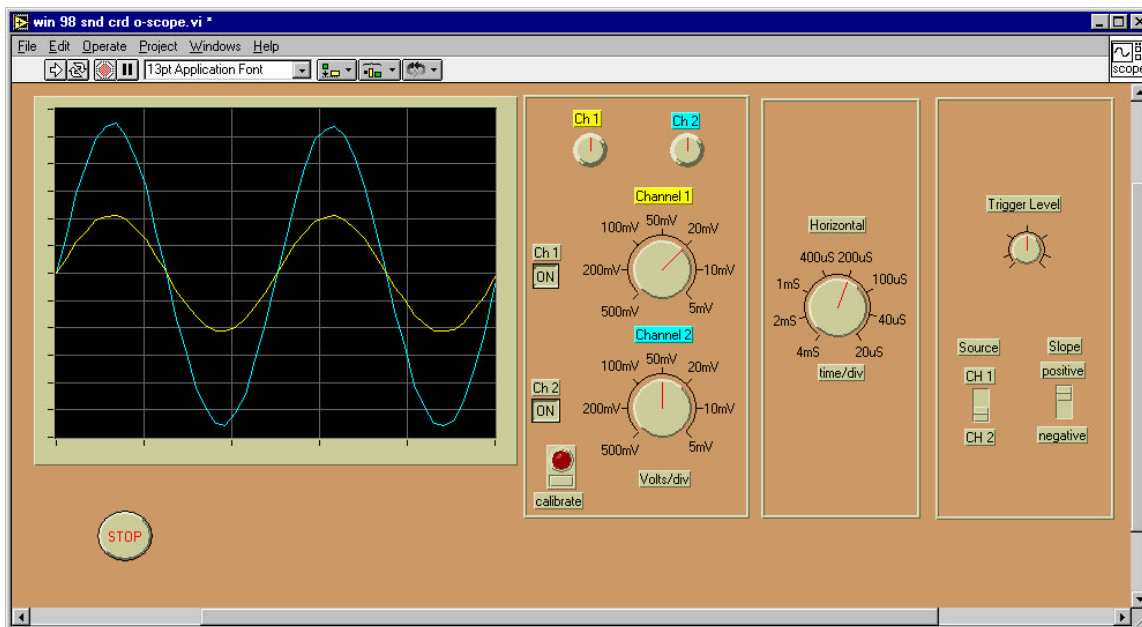 win 98 snd crd o-scope.vi *
File Edit Operate Project Windows Help
13pt Application Font
scope
Ch 1 Ch 2
Channel 1
50mV
100mV 20mV
Ch 1
ON
200mV 10mV
500mV 5mV
Channel 2
50mV
100mV 20mV
Ch 2
ON
200mV 10mV
500mV 5mV
Volts/div
calibrate
Horizontal
400uS 200uS
1mS 100uS
2mS 40uS
4mS 20uS
time/div
Trigger Level
Source Slope
CH 1 positive
CH 2 negative
STOP